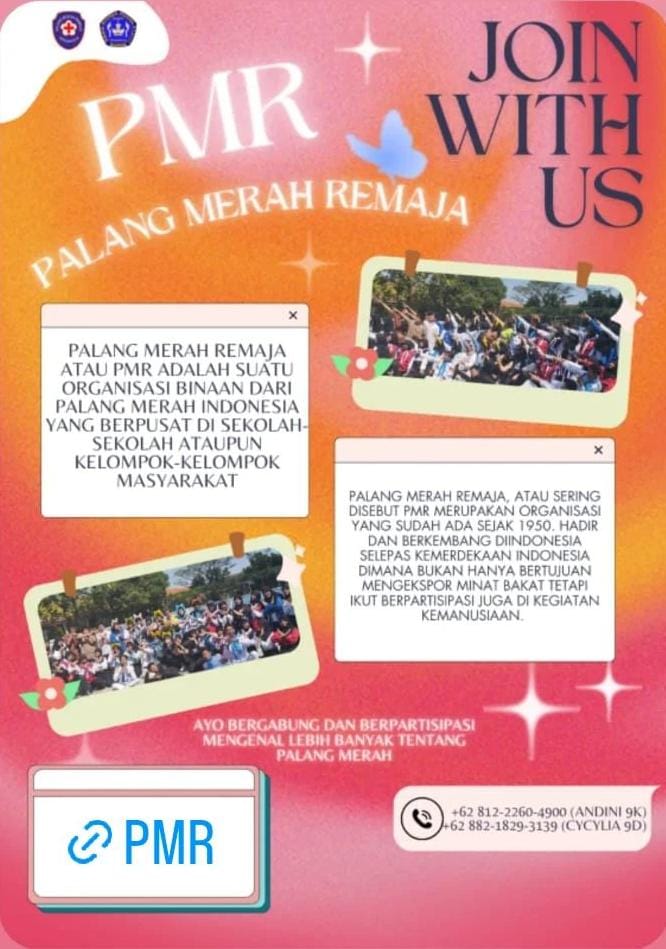 PMR
JOIN
WITH
US
PALANG MERAH REMAJA
PALANG MERAH REMAJA
ATAU PMR ADALAH SUATU
ORGANISASI BINAAN DARI
PALANG MERAH INDONESIA
YANG BERPUSAT DI SEKOLAH-
SEKOLAH ATAUPUN
KELOMPOK-KELOMPOK
MASYARAKAT
PALANG MERAH REMAJA, ATAU SERING
DISEBUT PMR MERUPAKAN ORGANISASI
YANG SUDAH ADA SEJAK 1950. HADIR
DAN BERKEMBANG DIINDONESIA
SELEPAS KEMERDEKAAN INDONESIA
DIMANA BUKAN HANYA BERTUJUAN
MENGEKSPOR MINAT BAKAT TETAPI
IKUT BERPARTISIPASI JUGA DI KEGIATAN
KEMANUSIAAN.
AYO BERGABUNG DAN BERPARTISIPASI
MENGENAL LEBIH BANYAK TENTANG
PALANG MERAH
PMR
+62 812-2260-4900 (ANDINI 9K)
+62 882-1829-3139 (CYCYLIA 9D)